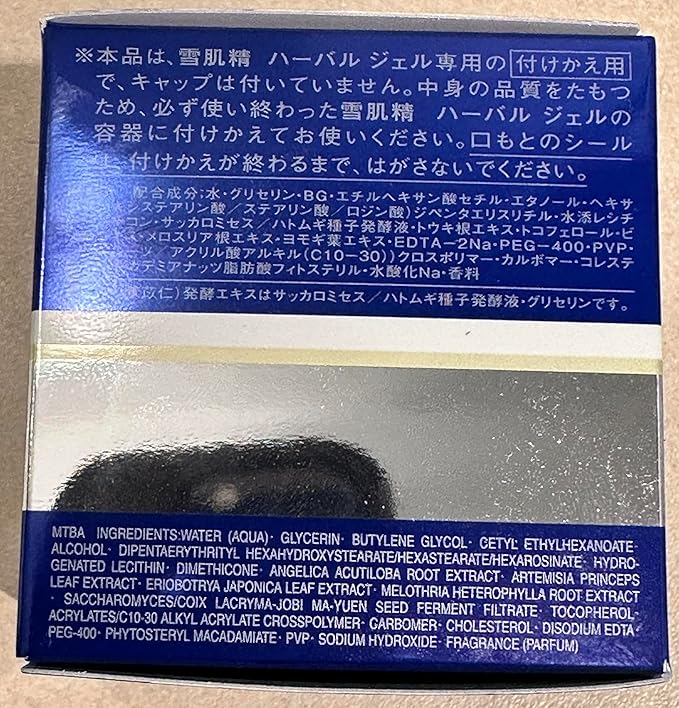 ※本品は、雪肌精 ハーバル ジェル専用の 付けかえ用
で、キャップは付いていません。中身の品質をたもつ
ため、必ず使い終わった雪肌精 ハーバル ジェルの
容器に付けかえてお使いください。口もとのシール
、付けかえが終わるまで、はがさないでください。
配合成分;水・グリセリン・BG・エチルヘキサン酸セチル・エタノール・ヘキサ
/ステアリン酸/ステアリン酸/ロジン酸)ジペンタエリスリチル・水添レシチ
コン・サッカロミセス/ハトムギ種子発酵液・トウキ根エキス・トコフェロール・ビ
・メロスリア根エキス・ヨモギ葉エキス・EDTA-2Na・PEG-400・PVP・
アクリル酸アルキル(C10-30))クロスポリマー・カルボマー・コレステ
デミアナッツ脂肪酸フィトステリル・水酸化Na・香料
仁)発酵エキスはサッカロミセス/ハトムギ種子発酵液・グリセリンです。
MTBA INGREDIENTS:WATER (AQUA)・GLYCERIN・BUTYLENE GLYCOL・CETYL ETHYLHEXANOATE・
ALCOHOL・DIPENTAERYTHRITYL HEXAHYDROXYSTEARATE/HEXASTEARATE/HEXAROSINATE・HYDRO-
GENATED LECITHIN・DIMETHICONE・ANGELICA ACUTILOBA ROOT EXTRACT・ARTEMISIA PRINCEPS
LEAF EXTRACT・ERIOBOTRYA JAPONICA LEAF EXTRACT・MELOTHRIA HETEROPHYLLA ROOT EXTRACT
・SACCHAROMYCES/COIX LACRYMA-JOBI MA-YUEN SEED FERMENT FILTRATE・TOCOPHEROL・
ACRYLATES/C10-30 ALKYL ACRYLATE CROSSPOLYMER・CARBOMER・CHOLESTEROL・DISODIUM EDTA・
PEG-400・PHYTOSTERYL MACADAMIATE・PVP・SODIUM HYDROXIDE・FRAGRANCE (PARFUM)